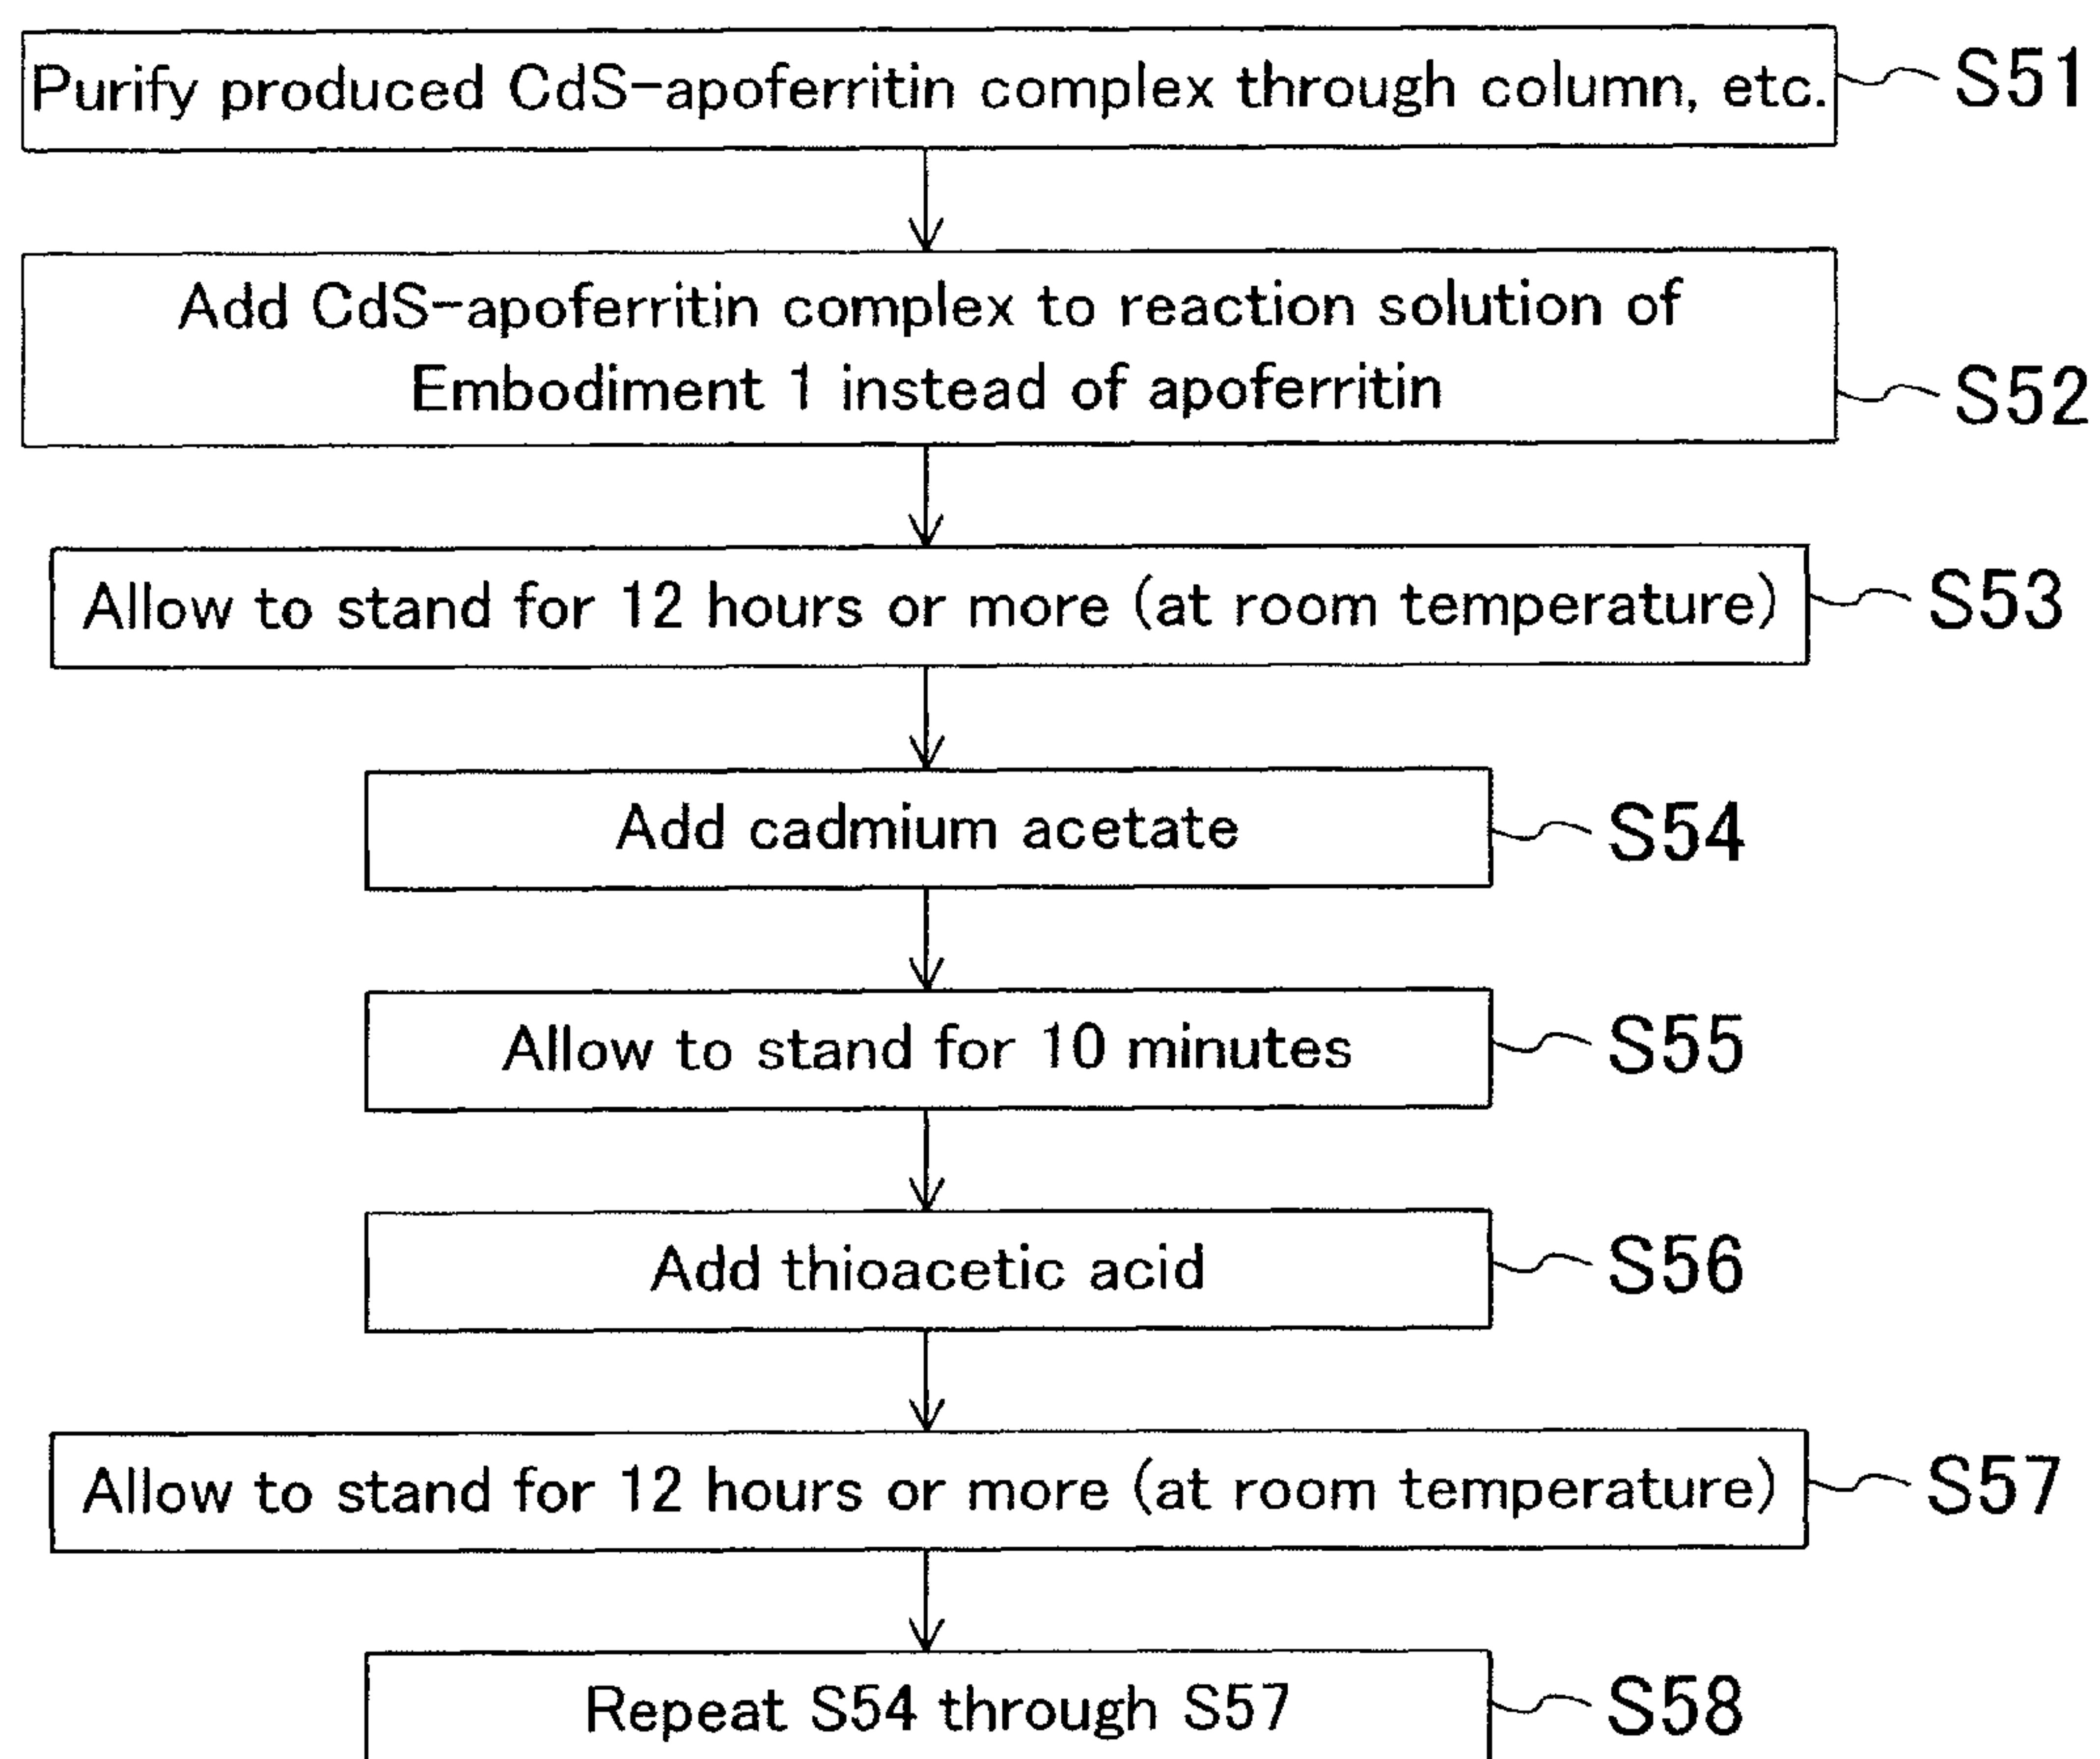 Purify produced CdS-apoferritin complex through column, etc.
S51
Add CdS-apoferritin complex to reaction solution of
Embodiment 1 instead of apoferritin
S52
Allow to stand for 12 hours or more (at room temperature)
S53
Add cadmium acetate
S54
Allow to stand for 10 minutes
S55
Add thioacetic acid
S56
Allow to stand for 12 hours or more (at room temperature)
S57
Repeat S54 through S57
S58